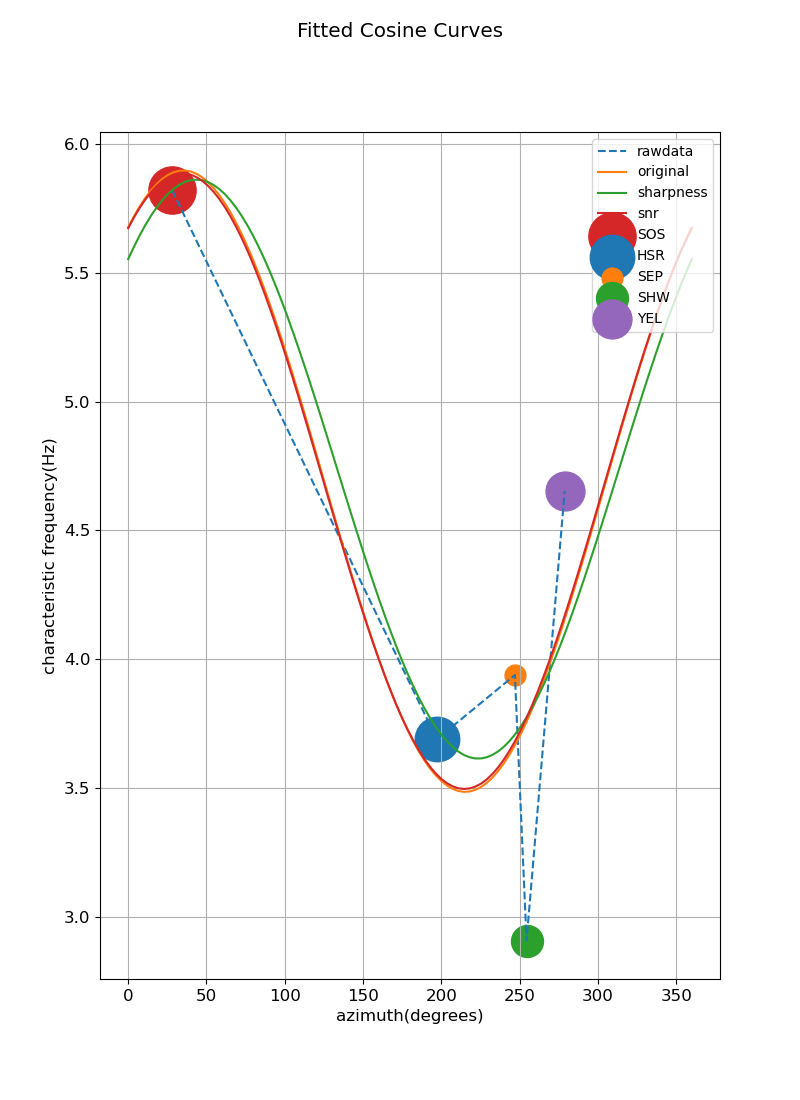 Fitted Cosine Curves
6.0
5.5
5.0
4.5
4.0
3.5
3.0
characteristic frequency(Hz)
rawdata
original
sharpness
snr
SOS
HSR
SEP
SHW
YEL
0 50 100 150 200 250 300 350
azimuth(degrees)